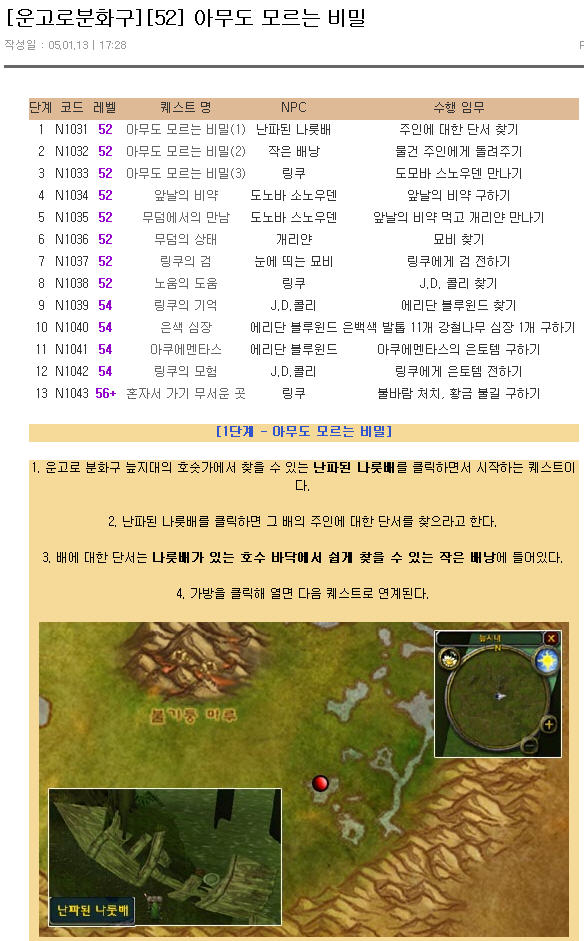 [운고로분화구][52] 아무도 모르는 비밀
작성일 : 05.01.13 | 17:28
단계 코드 레벨 퀘스트 명 NPC 수행 임무
1 N1031 52 아무도 모르는 비밀(1) 난파된 나룻배 주인에 대한 단서 찾기
2 N1032 52 아무도 모르는 비밀(2) 작은 배낭 물건 주인에게 돌려주기
3 N1033 52 아무도 모르는 비밀(3) 링쿠 도모바 스노우덴 만나기
4 N1034 52 앞날의 비약 도노바 소노우덴 앞날의 비약 구하기
5 N1035 52 무덤에서의 만남 도노바 스노우덴 앞날의 비약 먹고 개리얀 만나기
6 N1036 52 무덤의 상태 개리얀 묘비 찾기
7 N1037 52 링쿠의 검 눈에 띄는 묘비 링쿠에게 검 전하기
8 N1038 52 노움의 도움 링쿠 J.D. 콜리 찾기
9 N1039 54 링쿠의 기억 J.D.콜리 에리단 블루윈드 찾기
10 N1040 54 은색 심장 에리단 블루윈드 은백색 발톱 11개 강철나무 심장 1개 구하기
11 N1041 54 아쿠에멘타스 에리단 블루윈드 아쿠에멘타스의 은토템 구하기
12 N1042 54 링쿠의 모험 J.D.콜리 링쿠에게 은토템 전하기
13 N1043 56+ 혼자서 가기 무서운 곳 링쿠 불바람 처치, 황금 불길 구하기
[1단계 - 아무도 모르는 비밀]
1. 운고로 분화구 늪지대의 호숫가에서 찾을 수 있는 난파된 나룻배를 클릭하면서 시작하는 퀘스트이
다.
2. 난파된 나룻배를 클릭하면 그 배의 주인에 대한 단서를 찾으라고 한다.
3. 배에 대한 단서는 나룻배가 있는 호수 바닥에서 쉽게 찾을 수 있는 작은 배낭에 들어있다.
4. 가방을 클릭해 열면 다음 퀘스트로 연계된다.
늪지대
N
불기둥 마루
난파된 나룻배